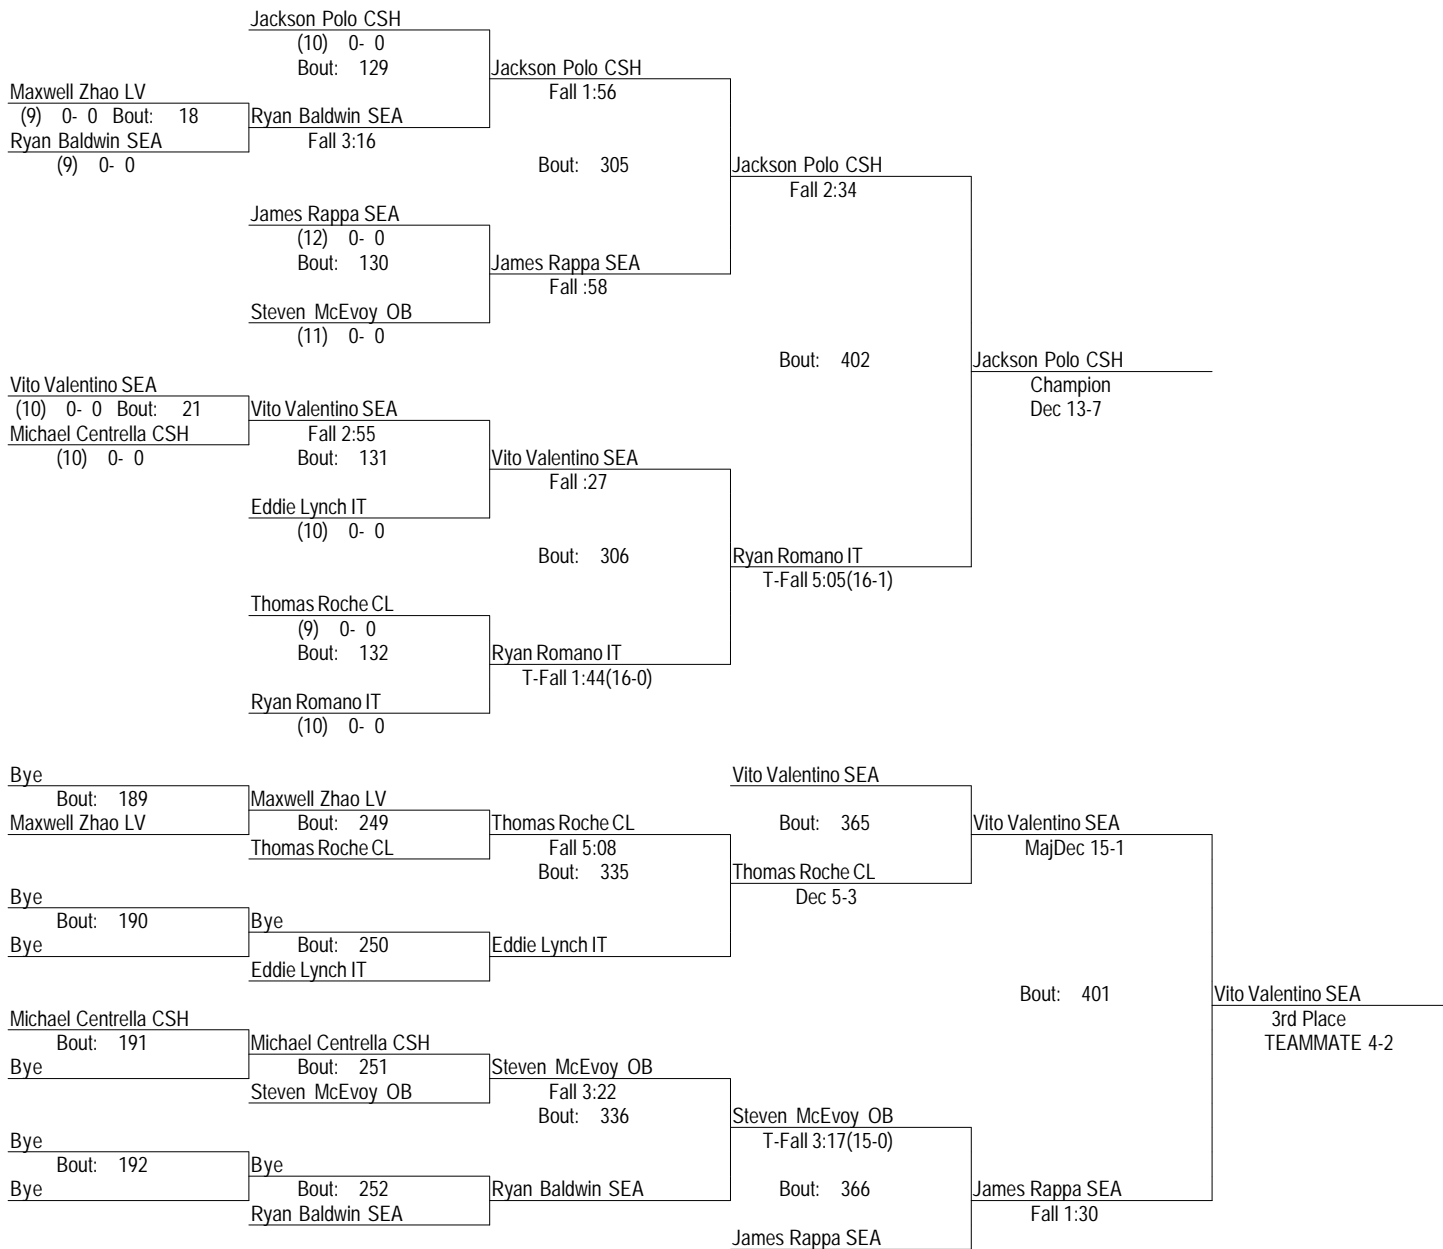 Jackson Polo CSH
(10) 0- 0
Bout: 129
Jackson Polo CSH
Fall 1:56
Maxwell Zhao LV
(9) 0- 0 Bout: 18
Ryan Baldwin SEA
Fall 3:16
Ryan Baldwin SEA
(9) 0- 0
Bout: 305
Jackson Polo CSH
Fall 2:34
James Rappa SEA
(12) 0- 0
Bout: 130
James Rappa SEA
Fall :58
Steven McEvoy OB
(11) 0- 0
Bout: 402
Jackson Polo CSH
Champion
Dec 13-7
Vito Valentino SEA
(10) 0- 0 Bout: 21
Vito Valentino SEA
Fall 2:55
Michael Centrella CSH
(10) 0- 0
Bout: 131
Vito Valentino SEA
Fall :27
Eddie Lynch IT
(10) 0- 0
Bout: 306
Ryan Romano IT
T-Fall 5:05(16-1)
Thomas Roche CL
(9) 0- 0
Bout: 132
Ryan Romano IT
T-Fall 1:44(16-0)
Ryan Romano IT
(10) 0- 0
Bye
Bout: 189
Maxwell Zhao LV
Maxwell Zhao LV
Bout: 249
Thomas Roche CL
Thomas Roche CL
Fall 5:08
Bout: 335
Vito Valentino SEA
Bout: 365
Vito Valentino SEA
MajDec 15-1
Thomas Roche CL
Dec 5-3
Bye
Bout: 190
Bye
Bye
Bout: 250
Eddie Lynch IT
Eddie Lynch IT
Bout: 401
Vito Valentino SEA
3rd Place
TEAMMATE 4-2
Michael Centrella CSH
Bout: 191
Bye
Michael Centrella CSH
Bout: 251
Steven McEvoy OB
Steven McEvoy OB
Fall 3:22
Bout: 336
Steven McEvoy OB
T-Fall 3:17(15-0)
Bye
Bout: 192
Bye
Bye
Bout: 252
Ryan Baldwin SEA
Ryan Baldwin SEA
Bout: 366
James Rappa SEA
Fall 1:30
James Rappa SEA